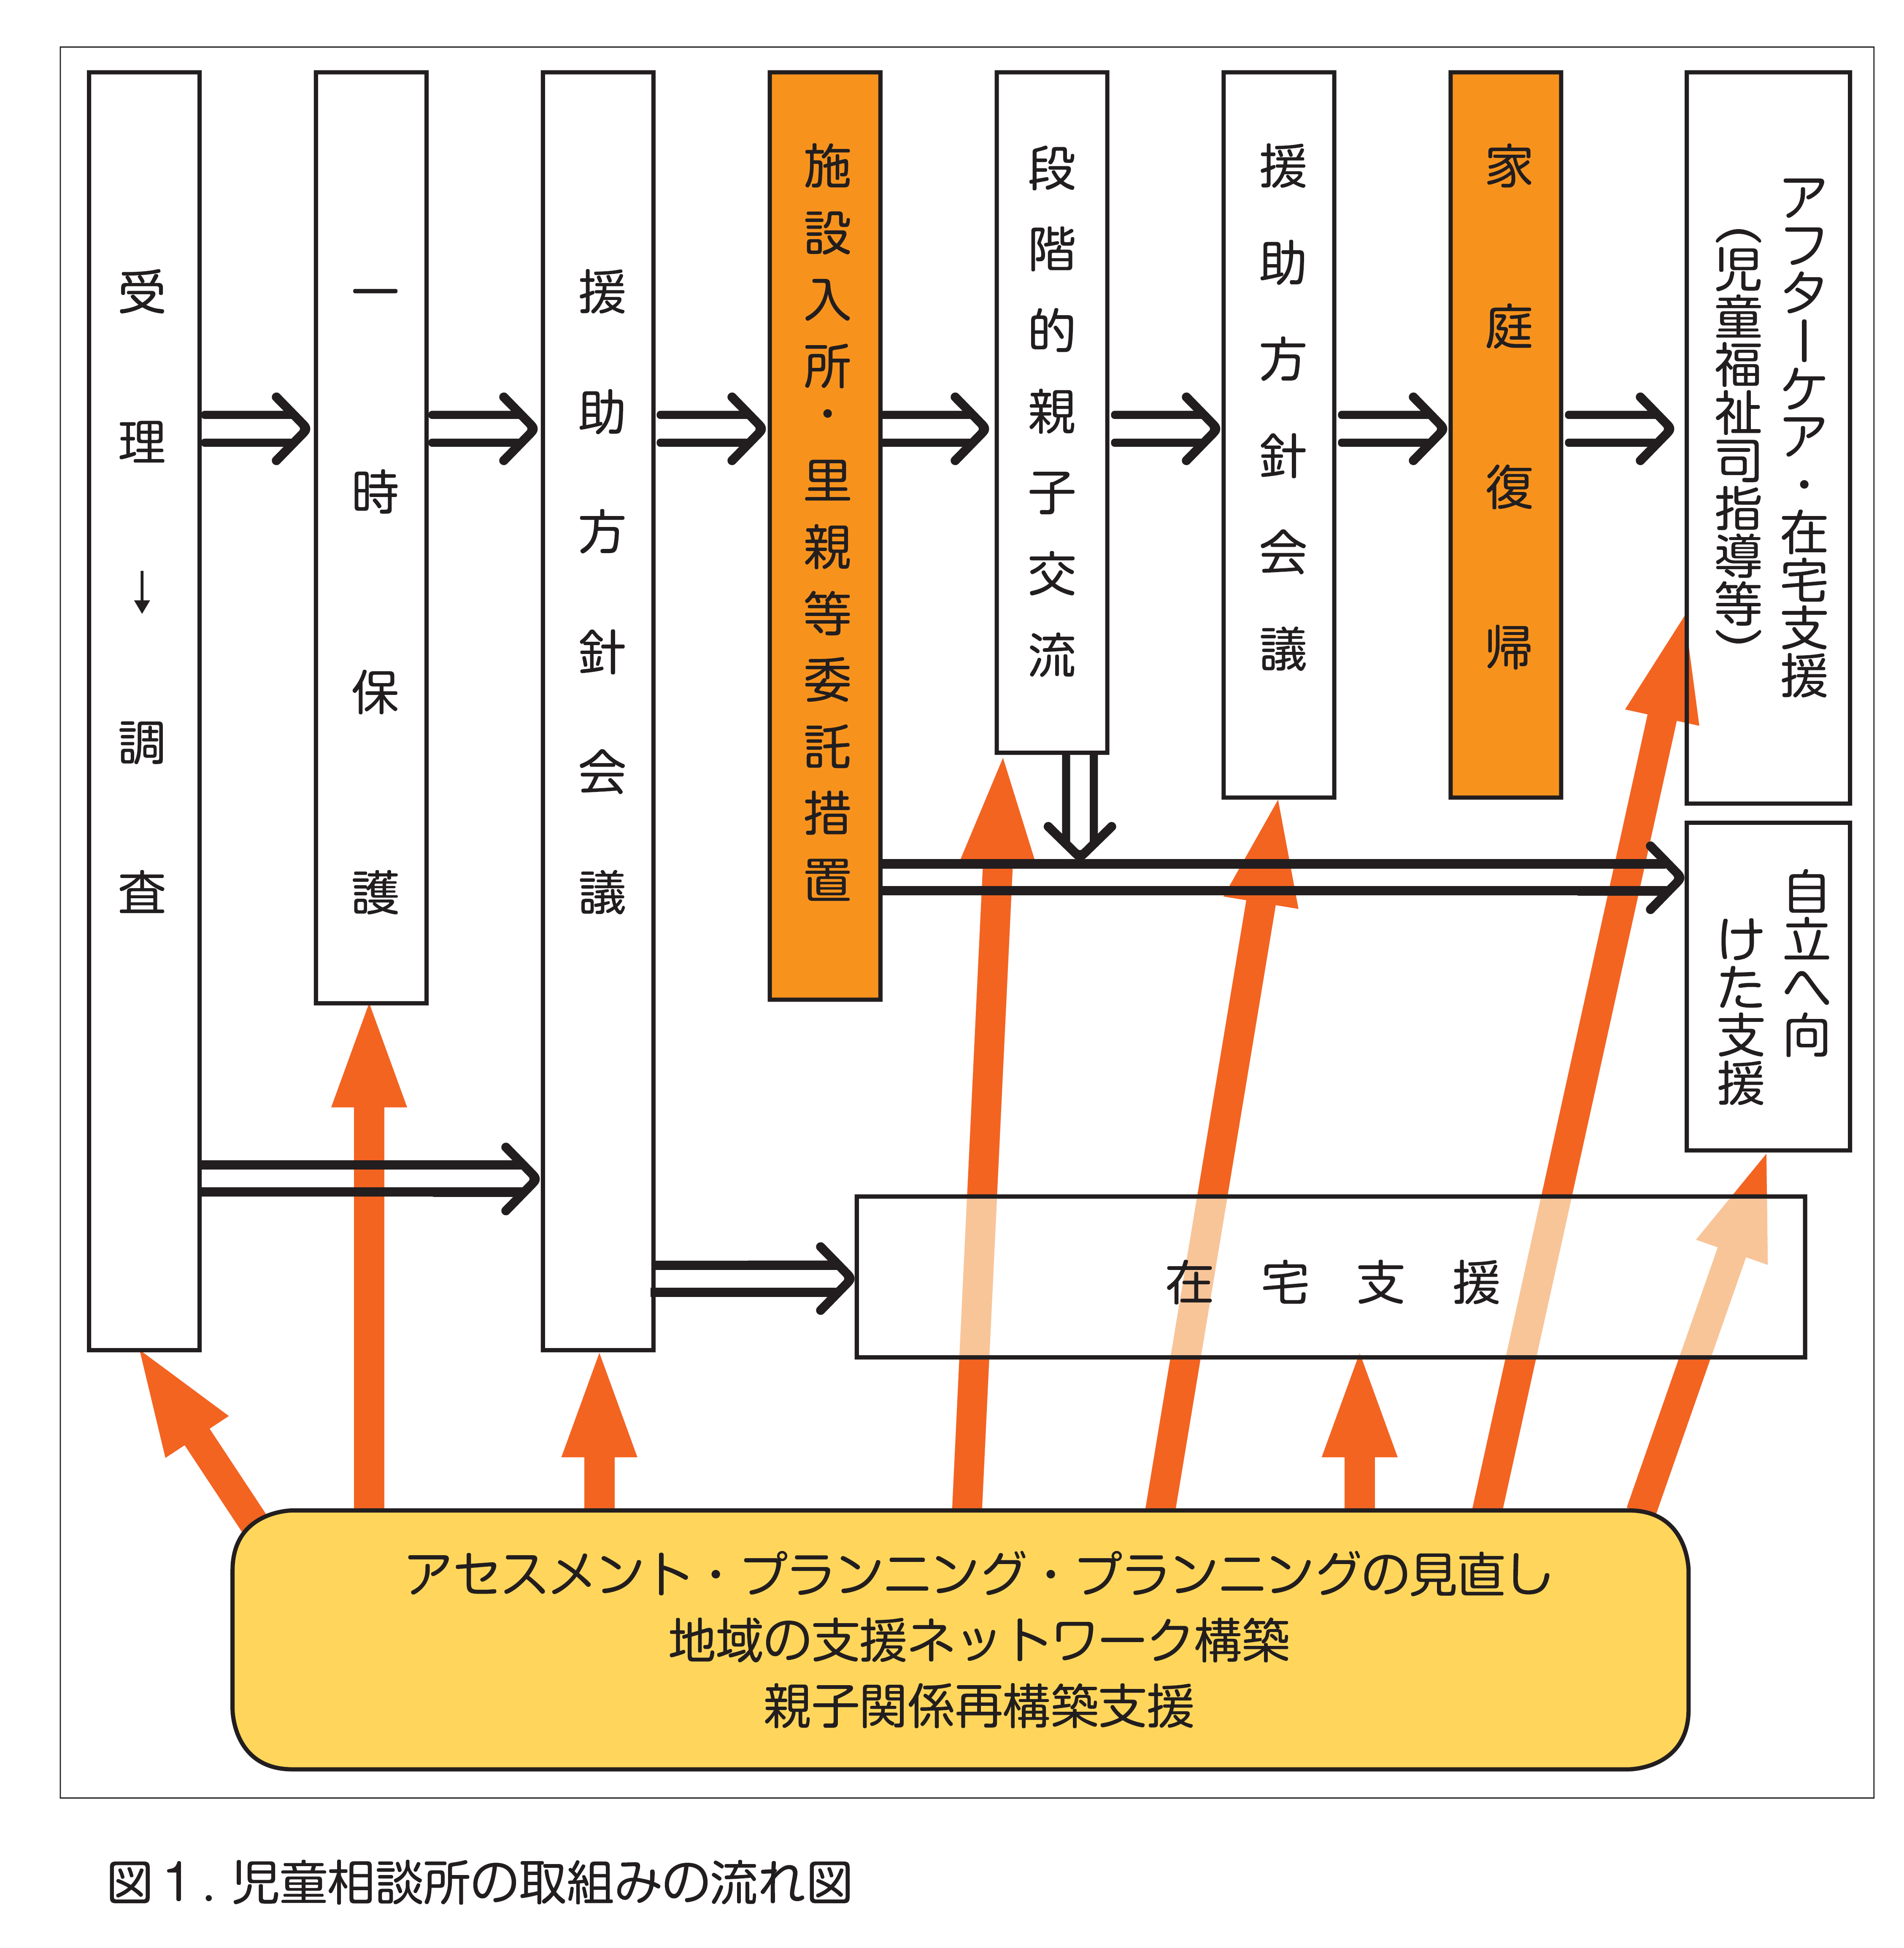 受理→調査
一時保護
援助方針会議
施設入所・里親等委託措置
段階的親子交流
援助方針会議
家庭復帰
アフターケア・在宅支援
(児童福祉司指導等)
自立へ向
けた支援
在宅支援
アセスメント・プランニング・プランニングの見直し
地域の支援ネットワーク構築
親子関係再構築支援
図1. 児童相談所の取組みの流れ図